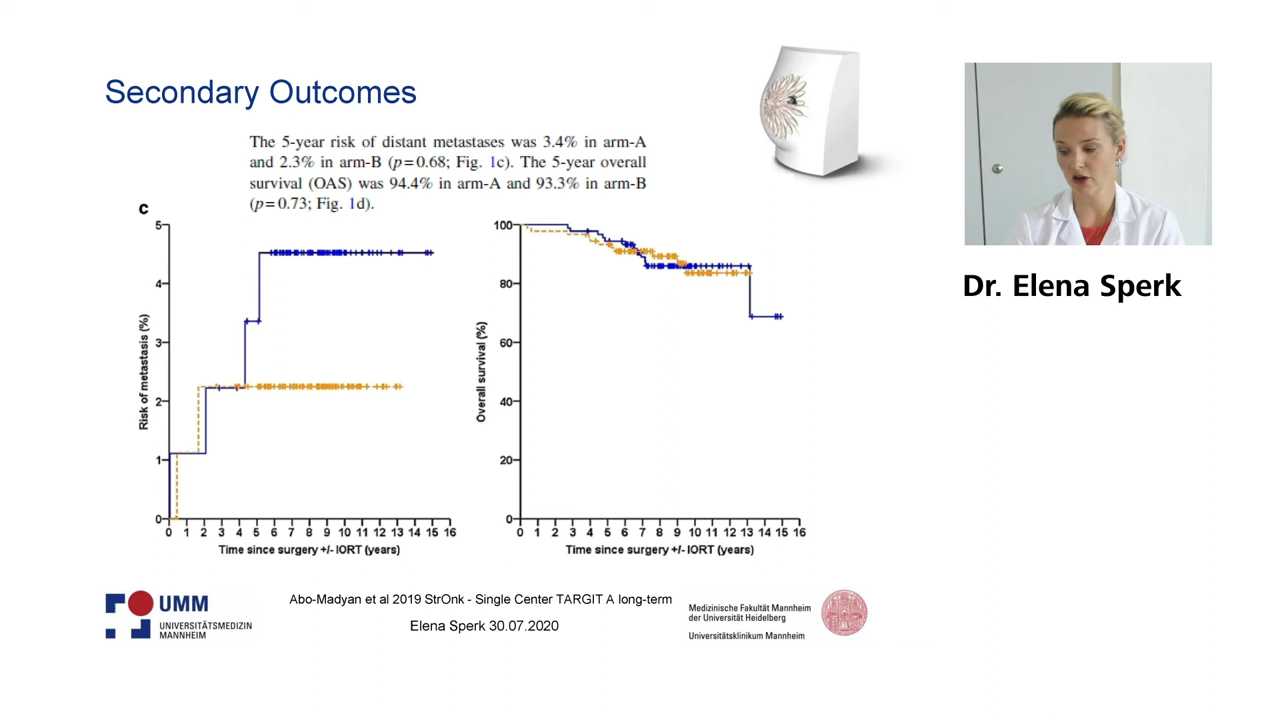 Secondary Outcomes
The 5-year risk of distant metastases was 3.4% in arm-A
and 2.3% in arm-B (p=0.68; Fig. 1c). The 5-year overall
survival (OAS) was 94.4% in arm-A and 93.3% in arm-B
(p=0.73; Fig. 1d).
c
5
4
3
2
1
0
Risk of metastasis (%)
0 1 2 3 4 5 6 7 8 9 10 11 12 13 14 15 16
Time since surgery +/- IORT (years)
100
80
60
40
20
0
Overall survival (%)
0 1 2 3 4 5 6 7 8 9 10 11 12 13 14 15 16
Time since surgery +/- IORT (years)
Dr. Elena Sperk
UMM
UNIVERSITÄTSMEDIZIN
MANNHEIM
Abo-Madyan et al 2019 StrOnk - Single Center TARGIT A long-term
Elena Sperk 30.07.2020
Medizinische Fakultät Mannheim
der Universität Heidelberg
Universitätsklinikum Mannheim